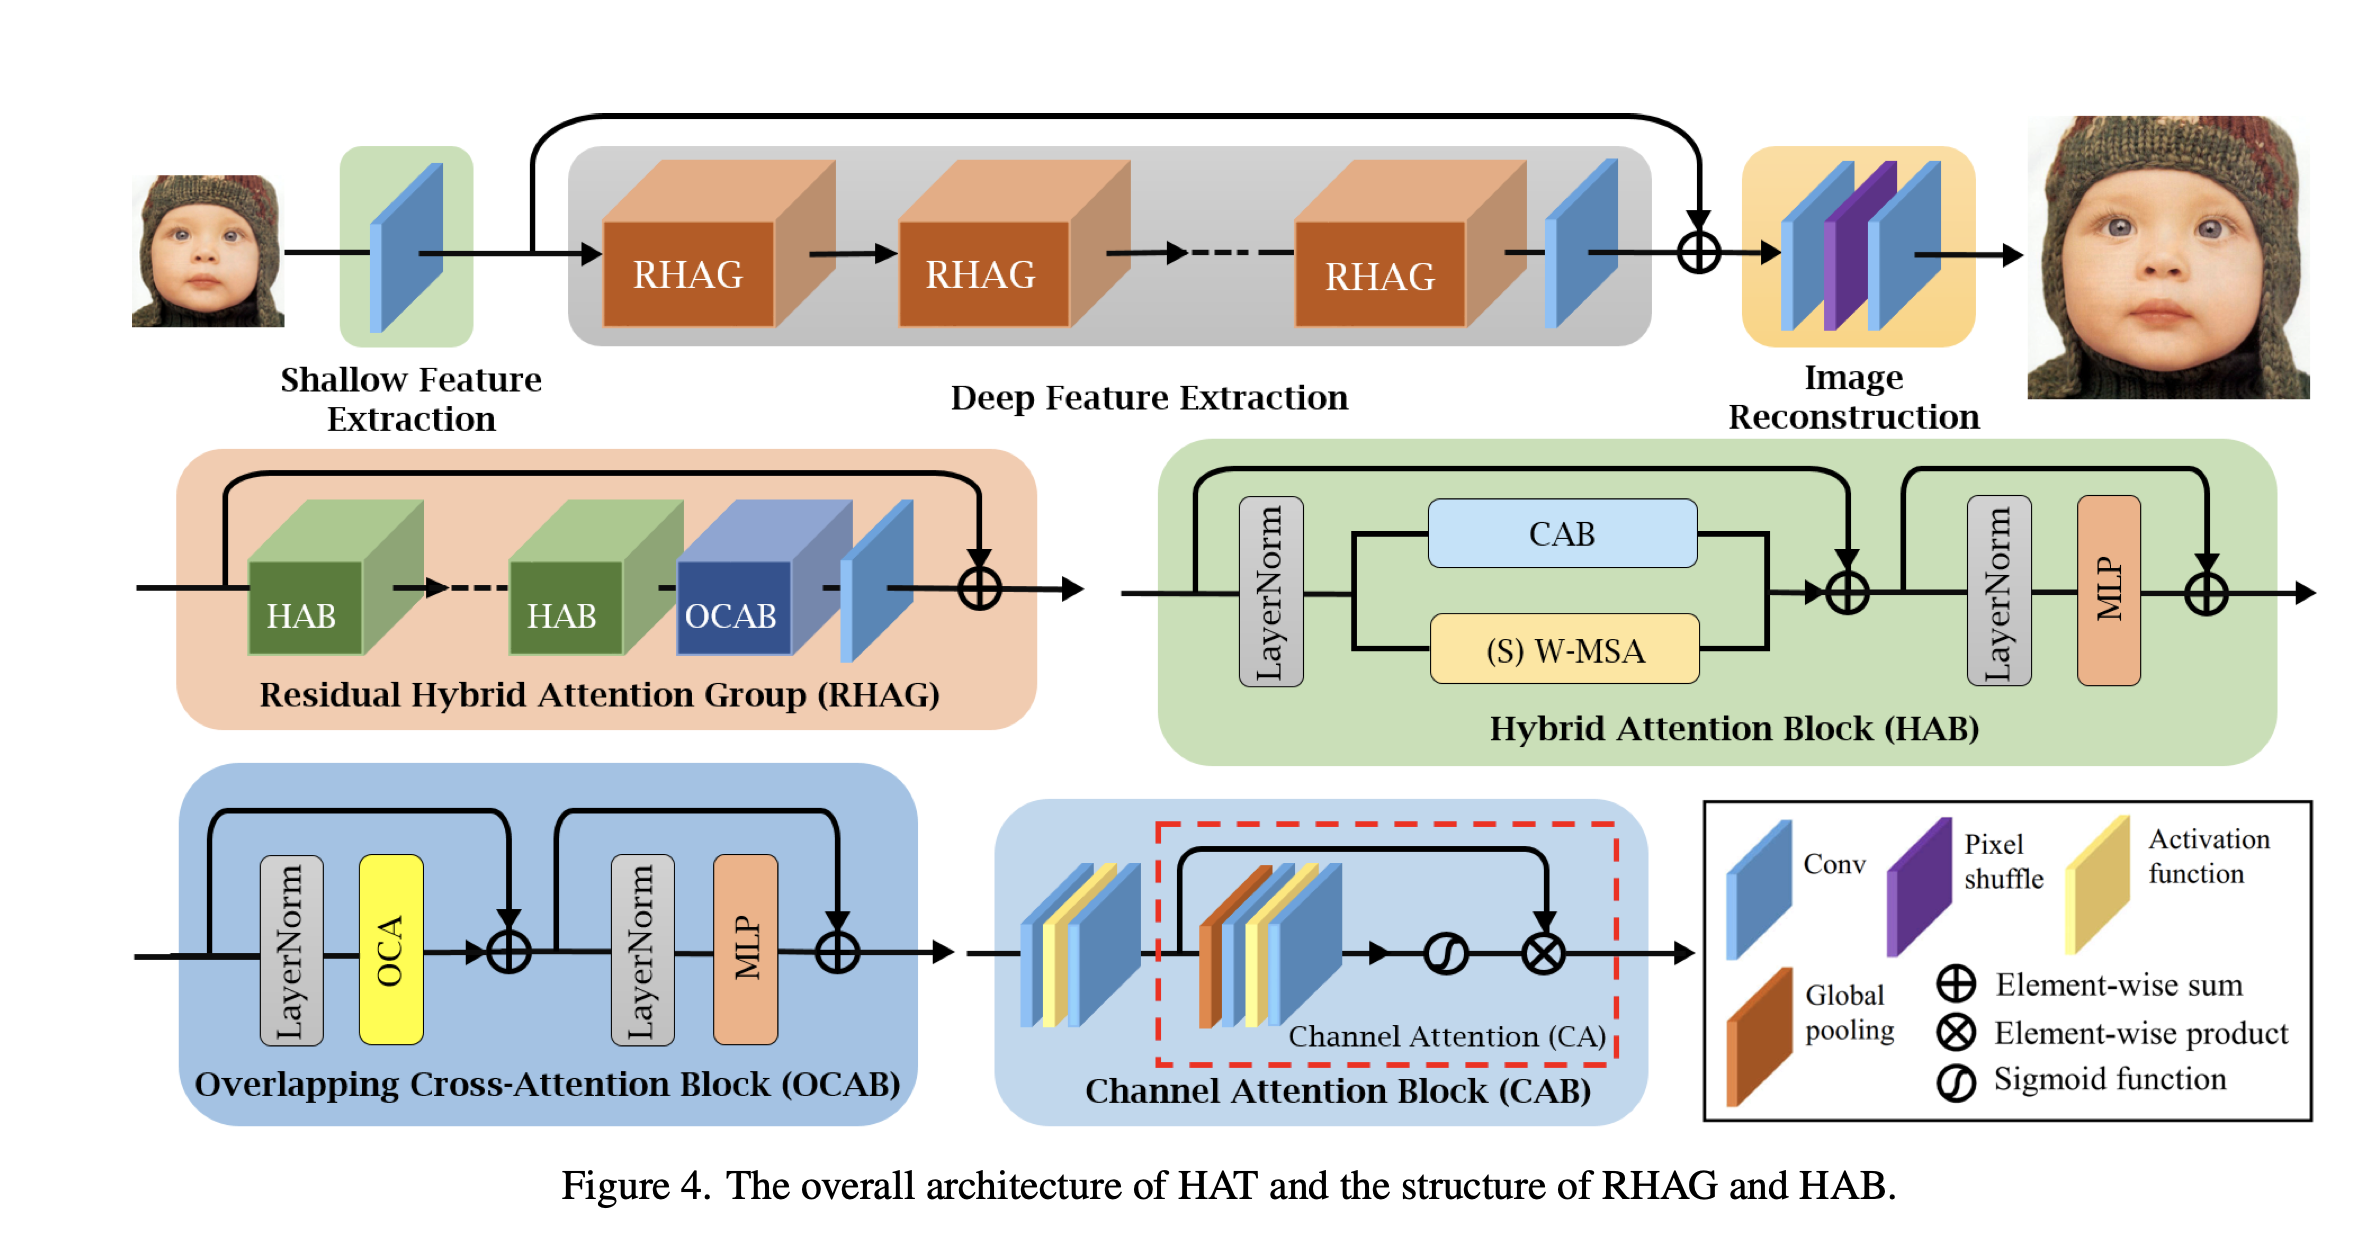 RHAG
RHAG
RHAG
Shallow Feature
Extraction
Deep Feature Extraction
Image
Reconstruction
HAB
HAB
OCAB
Residual Hybrid Attention Group (RHAG)
LayerNorm
CAB
(S) W-MSA
LayerNorm
MLP
Hybrid Attention Block (HAB)
LayerNorm
OCA
LayerNorm
MLP
Overlapping Cross-Attention Block (OCAB)
Channel Attention (CA)
Channel Attention Block (CAB)
Conv
Pixel
shuffle
Activation
function
Global
pooling
Element-wise sum
Element-wise product
Sigmoid function
Figure 4. The overall architecture of HAT and the structure of RHAG and HAB.